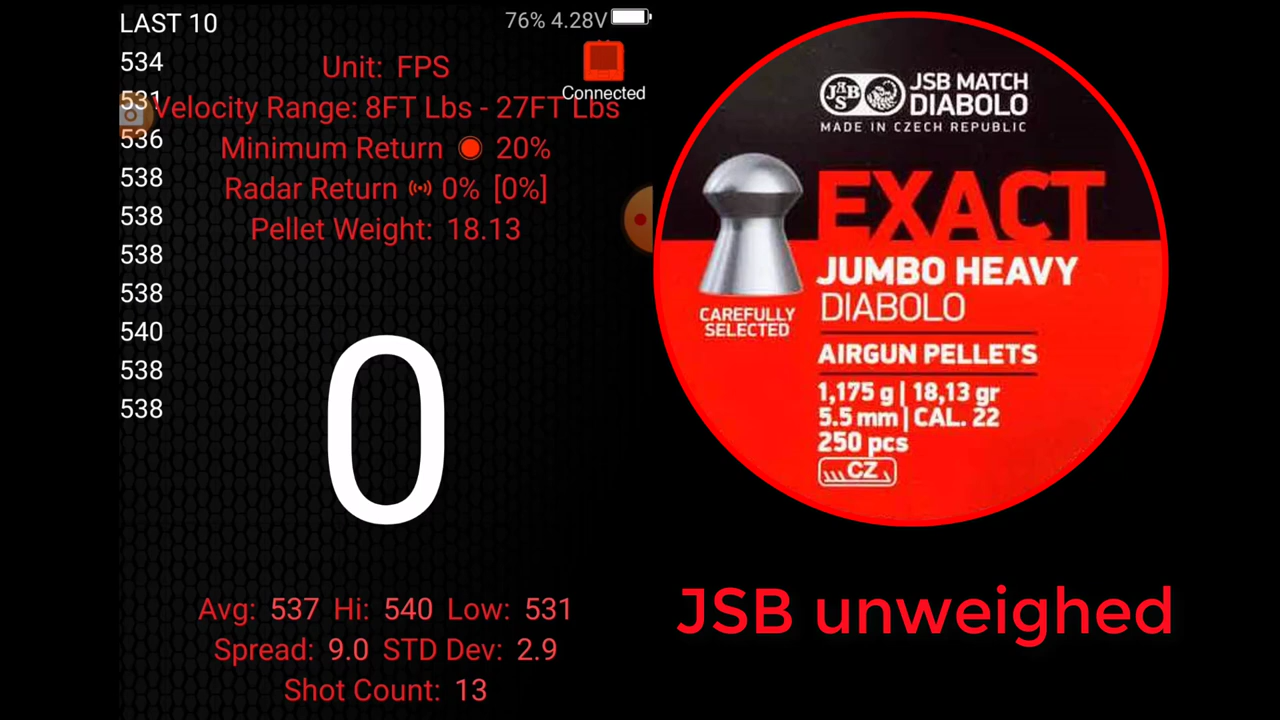 LAST 10
76% 4.28V
534
Unit: FPS
Connected
531
Velocity Range: 8FT Lbs - 27FT Lbs
536
Minimum Return 20%
538
Radar Return 0% [0%]
538
Pellet Weight: 18.13
538
538
540
538
538
0
Avg: 537 Hi: 540 Low: 531
Spread: 9.0 STD Dev: 2.9
Shot Count: 13
JSB
JSB MATCH
DIABOLO
MADE IN CZECH REPUBLIC
EXACT
JUMBO HEAVY
DIABOLO
CAREFULLY
SELECTED
AIRGUN PELLETS
1,175 g | 18,13 gr
5.5 mm | CAL. 22
250 pcs
CZ
JSB unweighed